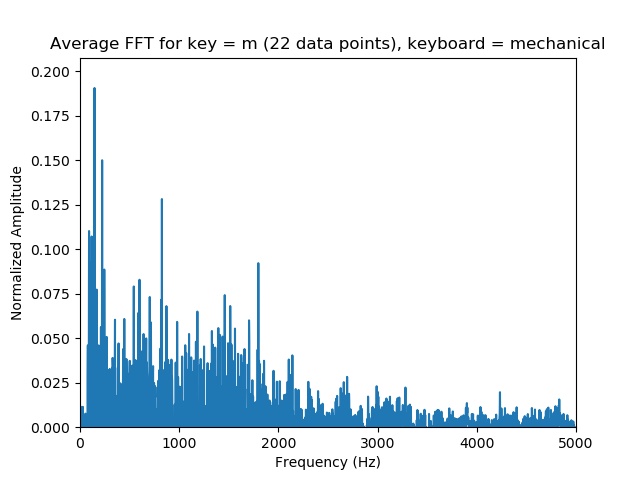 Average FFT for key = m (22 data points), keyboard = mechanical
0.200
0.175
0.150
0.125
0.100
0.075
0.050
0.025
0.000
Normalized Amplitude
0 1000 2000 3000 4000 5000
Frequency (Hz)